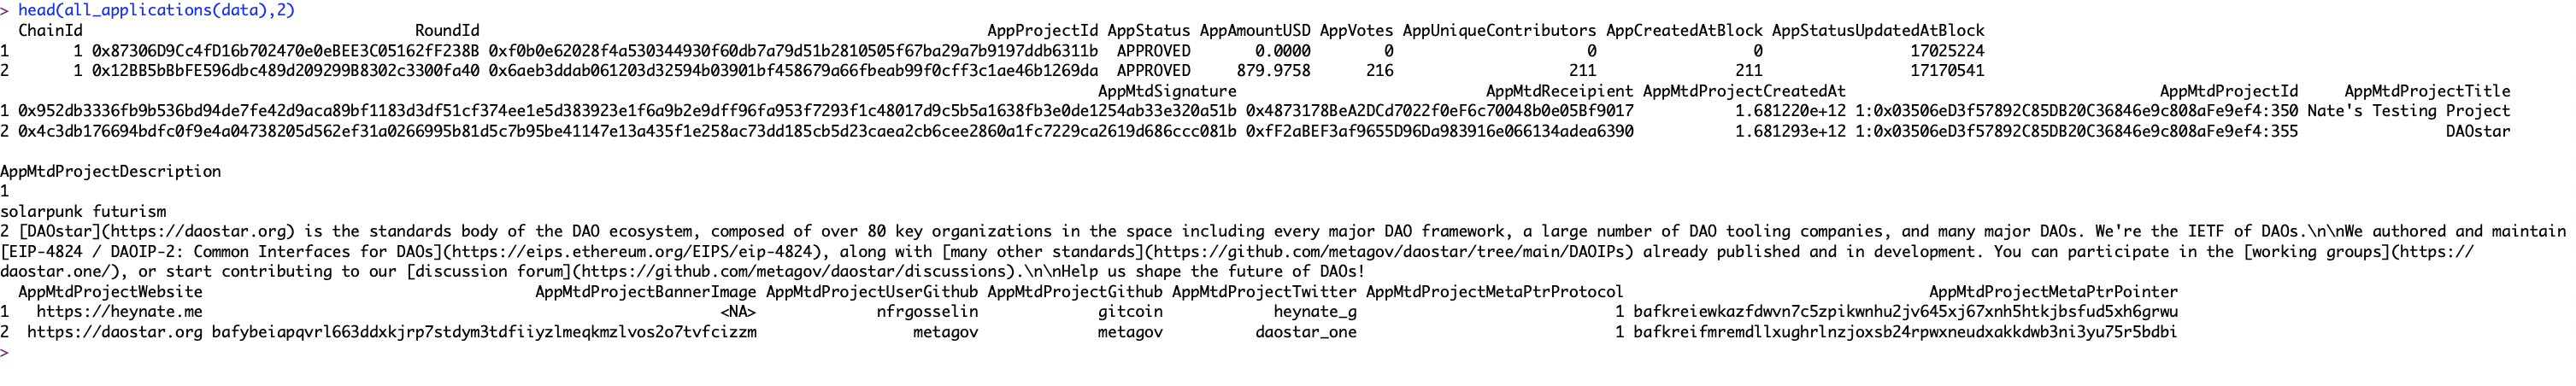 > head(all_applications(data),2)
ChainId RoundId AppProjectId AppStatus AppAmountUSD AppVotes AppUniqueContributors AppCreatedAtBlock AppStatusUpdatedAtBlock
1 1 0x87306D9Cc4fD16b702470e0eBEE3C05162fF238B 0xf0b0e62028f4a530344930f60db7a79d51b2810505f67ba29a7b9197ddb6311b APPROVED 0.0000 0 0 0 17025224
2 1 0x12BB5bBbFE596dbc489d209299B8302c3300fa40 0x6aeb3ddab061203d32594b03901bf458679a66fbeab99f0cff3c1ae46b1269da APPROVED 879.9758 216 211 211 17170541
AppMtdSignature AppMtdReceipient AppMtdProjectCreatedAt AppMtdProjectId AppMtdProjectTitle
1 0x952db3336fb9b536bd94de7fe42d9aca89bf1183d3df51cf374ee1e5d383923e1f6a9b2e9dff96fa953f7293f1c48017d9c5b5a1638fb3e0de1254ab33e320a51b 0x4873178BeA2DCd7022f0eF6c70048b0e05Bf9017 1.681220e+12 1:0x03506eD3f57892C85DB20C36846e9c808aFe9ef4:350 Nate's Testing Project
2 0x4c3db176694bdfc0f9e4a04738205d562ef31a0266995b81d5c7b95be41147e13a435f1e258ac73dd185cb5d23caea2cb6cee2860a1fc7229ca2619d686ccc081b 0xfF2aBEF3af9655D96Da983916e066134adea6390 1.681293e+12 1:0x03506eD3f57892C85DB20C36846e9c808aFe9ef4:355 DAOstar
AppMtdProjectDescription
1
solarpunk futurism
2 [DAOstar](https://daostar.org) is the standards body of the DAO ecosystem, composed of over 80 key organizations in the space including every major DAO framework, a large number of DAO tooling companies, and many major DAOs. We're the IETF of DAOs.\n\nWe authored and maintain
[EIP-4824 / DAOIP-2: Common Interfaces for DAOs](https://eips.ethereum.org/EIPS/eip-4824), along with [many other standards](https://github.com/metagov/daostar/tree/main/DAOIPs) already published and in development. You can participate in the [working groups](https://
daostar.one/), or start contributing to our [discussion forum](https://github.com/metagov/daostar/discussions).\n\nHelp us shape the future of DAOs!
AppMtdProjectWebsite AppMtdProjectBannerImage AppMtdProjectUserGithub AppMtdProjectGithub AppMtdProjectTwitter AppMtdProjectMetaPtrProtocol AppMtdProjectMetaPtrPointer
1 https://heynate.me <NA> nfrgosselin gitcoin heynate_g 1 bafkreiewkazfdwvn7c5zpikwnhu2jv645xj67xnh5htkjbsfud5xh6grwu
2 https://daostar.org bafybeiapqvrl663ddxkjrp7stdym3tdfiiyzlmeqkmzlvos2o7tvfcizzm metagov metagov daostar_one 1 bafkreifmremdllxughrlnzjoxsb24rpwxneudxakkdwb3ni3yu75r5bdbi
>